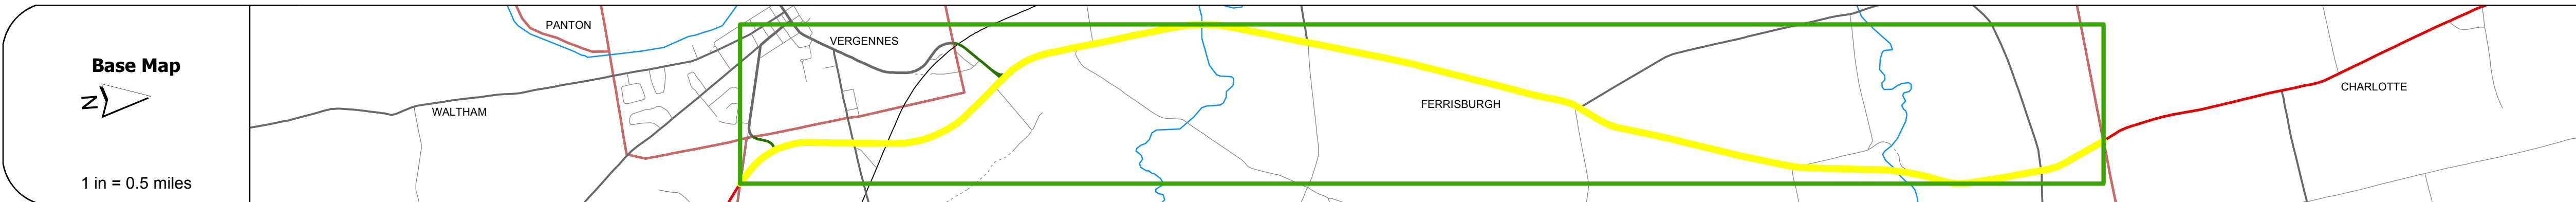 Base Map
N
1 in = 0.5 miles
PANTON
VERGENNES
WALTHAM
FERRISBURGH
CHARLOTTE